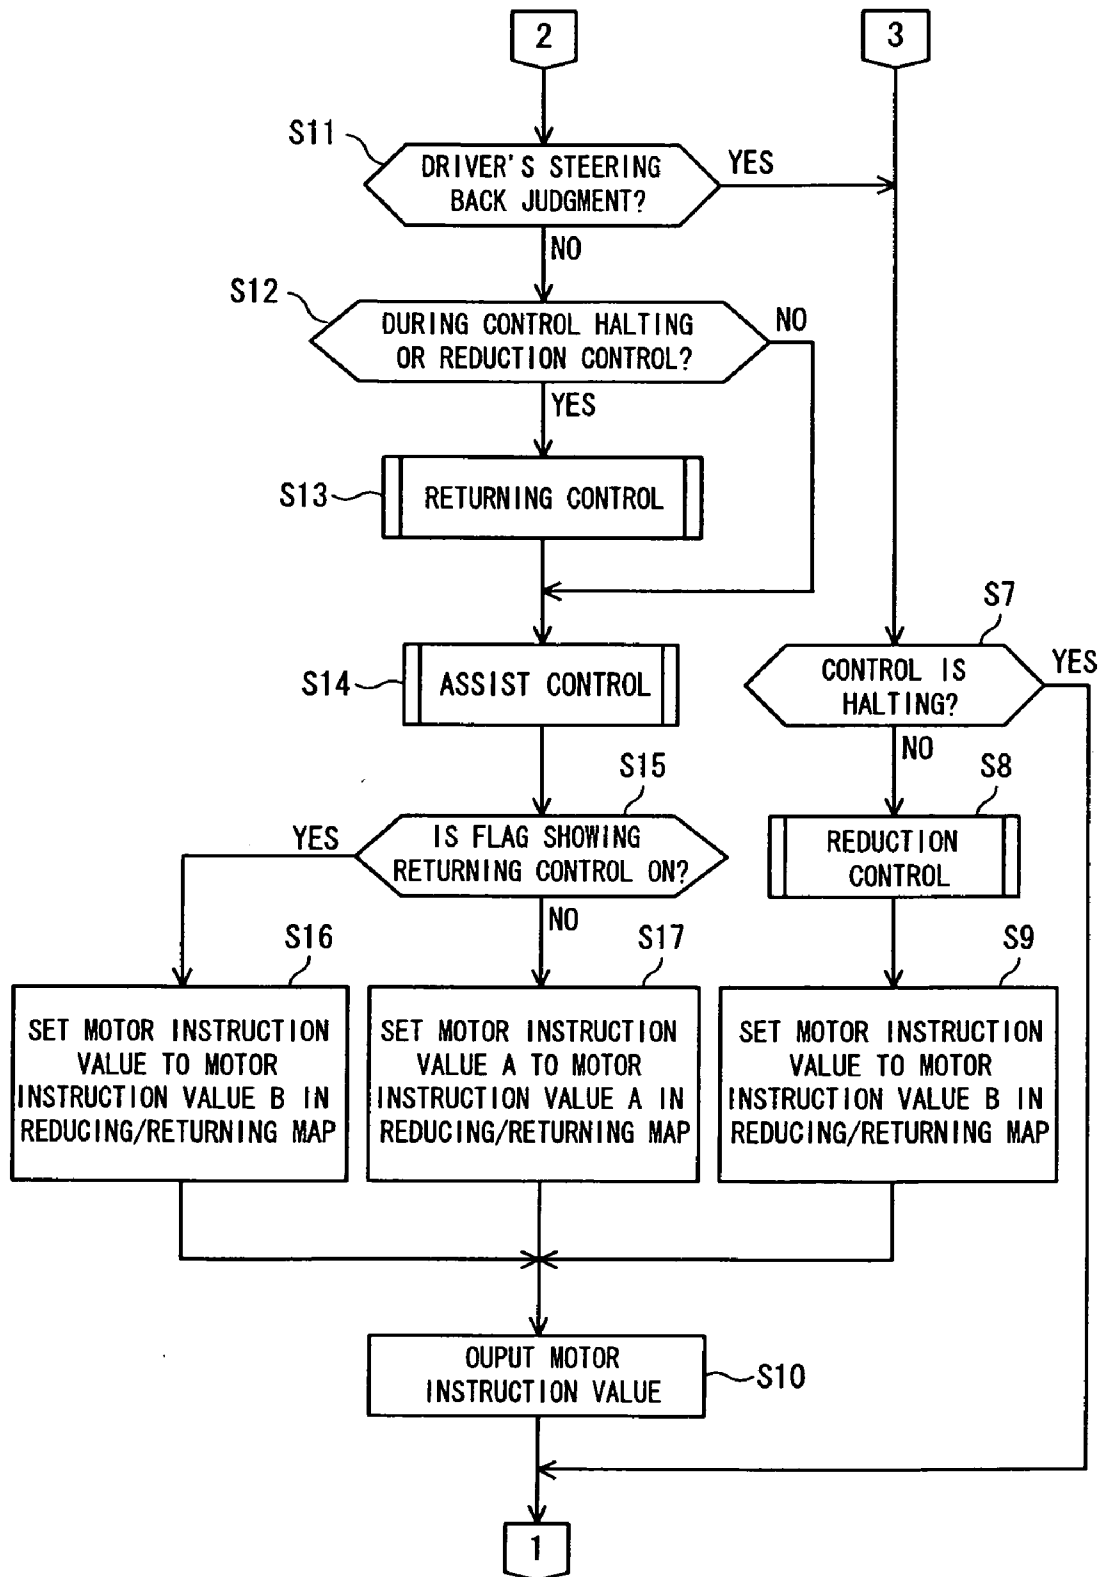 2
3
S11
DRIVER'S STEERING
BACK JUDGMENT?
YES
NO
S12
DURING CONTROL HALTING
OR REDUCTION CONTROL?
NO
YES
S13
RETURNING CONTROL
S14
ASSIST CONTROL
S7
CONTROL IS
HALTING?
YES
NO
S15
IS FLAG SHOWING
RETURNING CONTROL ON?
YES
NO
S8
REDUCTION
CONTROL
S16
SET MOTOR INSTRUCTION
VALUE TO MOTOR
INSTRUCTION VALUE B IN
REDUCING/RETURNING MAP
S17
SET MOTOR INSTRUCTION
VALUE A TO MOTOR
INSTRUCTION VALUE A IN
REDUCING/RETURNING MAP
S9
SET MOTOR INSTRUCTION
VALUE TO MOTOR
INSTRUCTION VALUE B IN
REDUCING/RETURNING MAP
OUPUT MOTOR
INSTRUCTION VALUE
S10
1